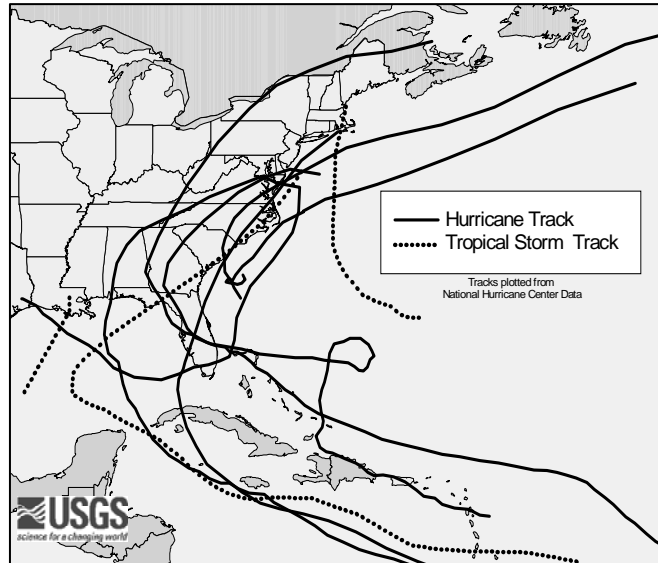 Hurricane Track
Tropical Storm Track
Tracks plotted from
National Hurricane Center Data
USGS
science for a changing world